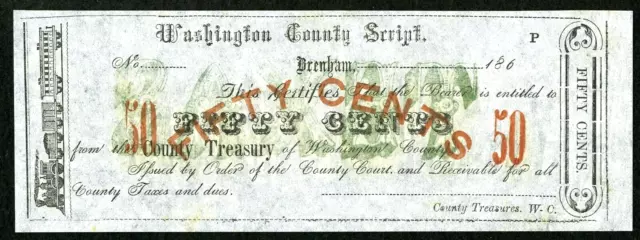 Washington County Script.
P
No. Brenham, 186
This Certifies That the Bearer is entitled to
FIFTY CENTS
FIFTY CENTS
50
50
from the County Treasury of Washington County
Issued by Order of the County Court, and Receivable for all
County Taxes and dues.
County Treasurer, W. C.
FIFTY CENTS.